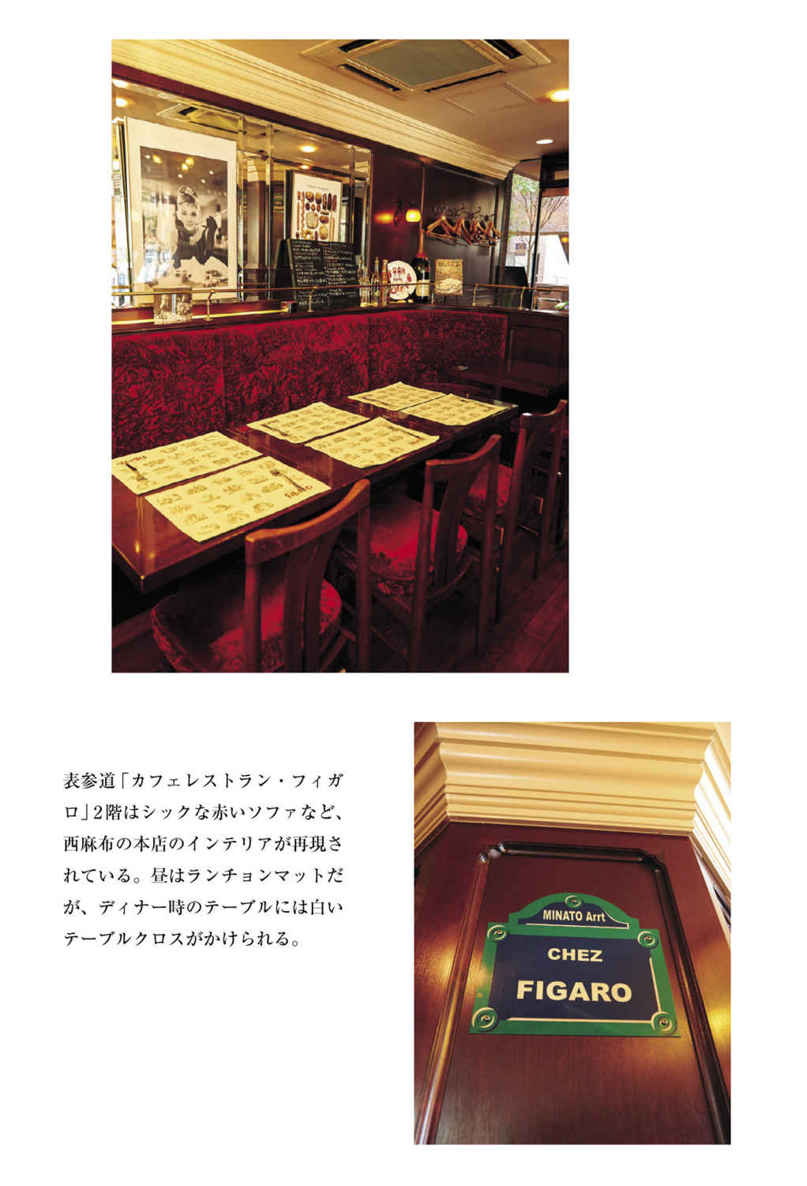 表参道「カフェレストラン・フィガ
ロ」2階はシックな赤いソファなど、
西麻布の本店のインテリアが再現さ
れている。昼はランチョンマットだ
が、ディナー時のテーブルには白い
テーブルクロスがかけられる。
MINATO Arrt
CHEZ
FIGARO